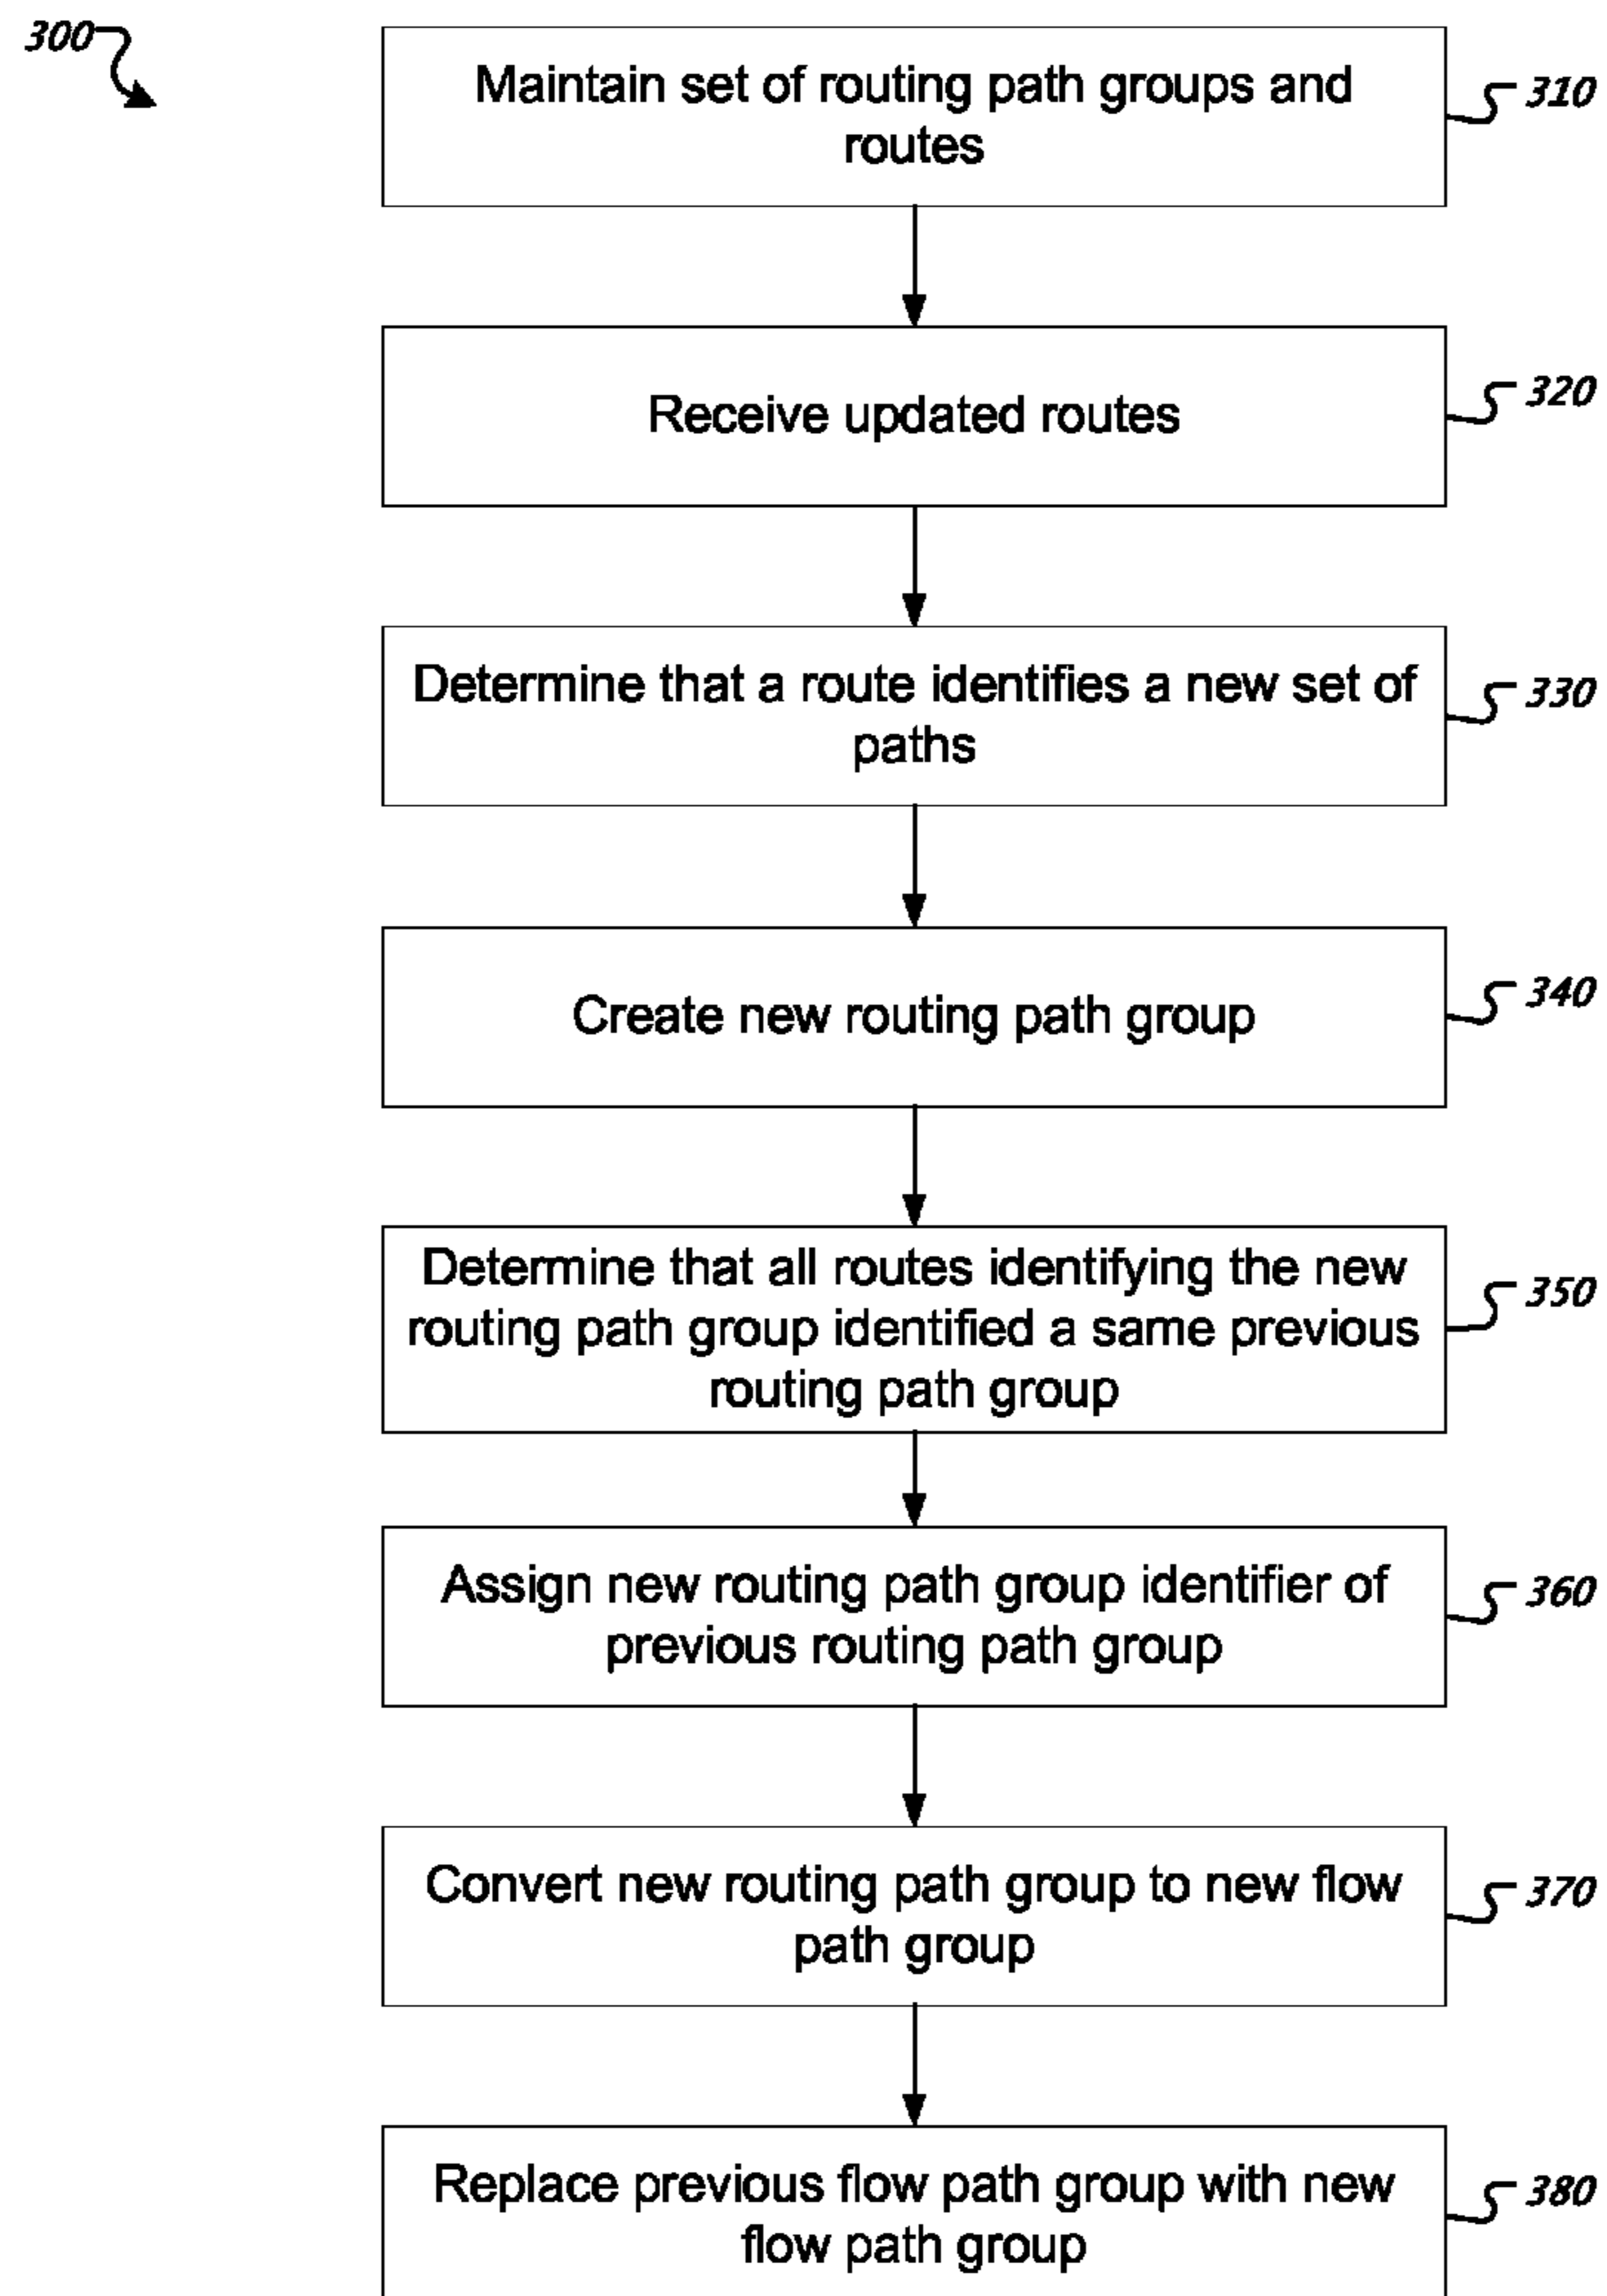 300
Maintain set of routing path groups and
routes
310
Receive updated routes
320
Determine that a route identifies a new set of
paths
330
Create new routing path group
340
Determine that all routes identifying the new
routing path group identified a same previous
routing path group
350
Assign new routing path group identifier of
previous routing path group
360
Convert new routing path group to new flow
path group
370
Replace previous flow path group with new
flow path group
380